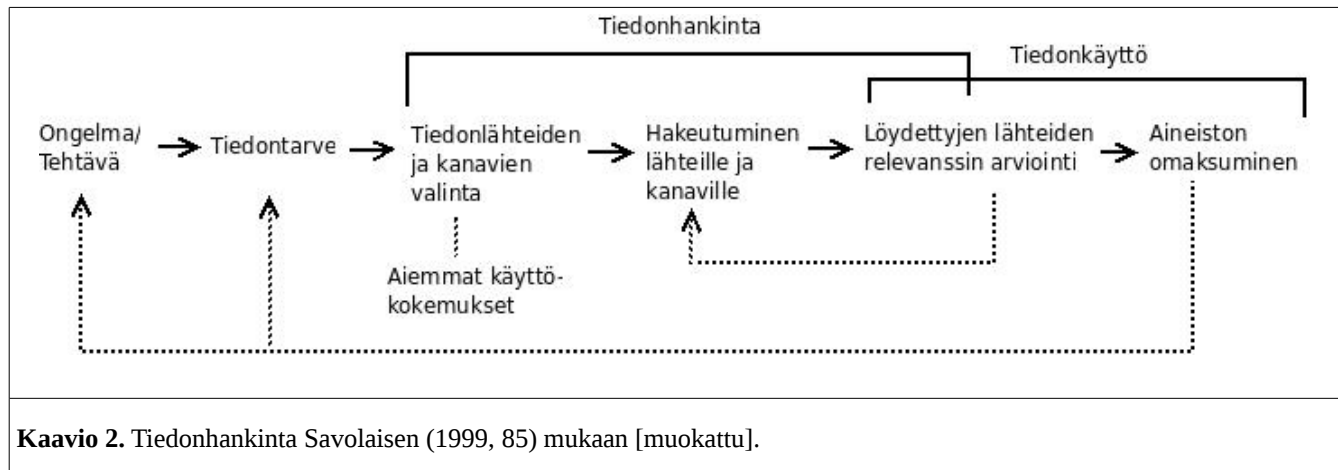 Tiedonhankinta
Tiedonkäyttö
Ongelma/
Tehtävä
Tiedontarve
Tiedonlähteiden
ja kanavien
valinta
Hakeutuminen
lähteille ja
kanaville
Löydettyjen lähteiden
relevanssin arviointi
Aineiston
omaksuminen
Aiemmat käyttö-
kokemukset
Kaavio 2. Tiedonhankinta Savolaisen (1999, 85) mukaan [muokattu].